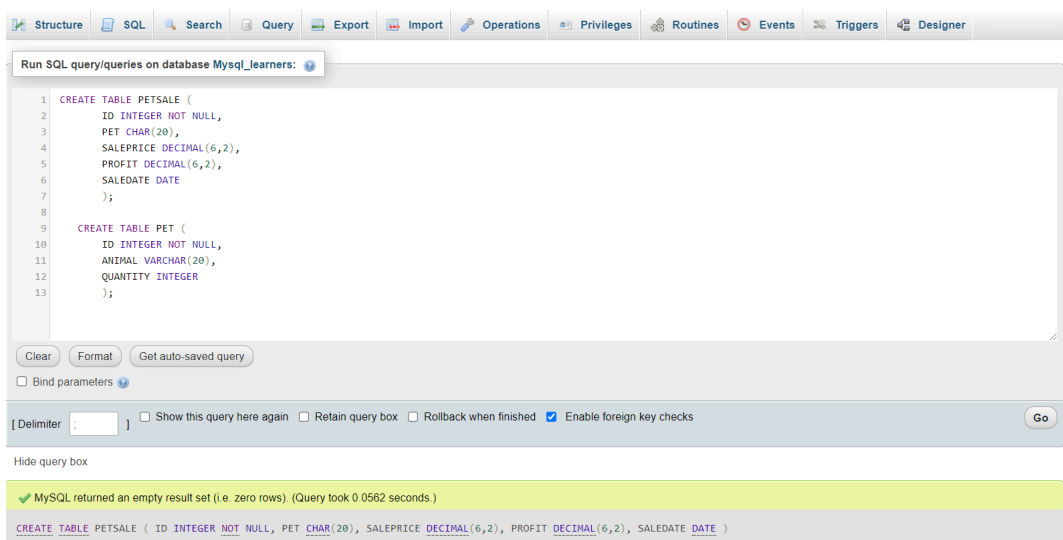 Structure SQL Search Query Export Import Operations Privileges Routines Events Triggers Designer
Run SQL query/queries on database Mysql_learners:
1 CREATE TABLE PETSALE (
2 ID INTEGER NOT NULL,
3 PET CHAR(20),
4 SALEPRICE DECIMAL(6,2),
5 PROFIT DECIMAL(6,2),
6 SALEDATE DATE
7 );
8
9 CREATE TABLE PET (
10 ID INTEGER NOT NULL,
11 ANIMAL VARCHAR(20),
12 QUANTITY INTEGER
13 );
Clear Format Get auto-saved query
Bind parameters
[ Delimiter ; ] Show this query here again Retain query box Rollback when finished Enable foreign key checks Go
Hide query box
MySQL returned an empty result set (i.e. zero rows). (Query took 0.0562 seconds.)
CREATE TABLE PETSALE ( ID INTEGER NOT NULL, PET CHAR(20), SALEPRICE DECIMAL(6,2), PROFIT DECIMAL(6,2), SALEDATE DATE )